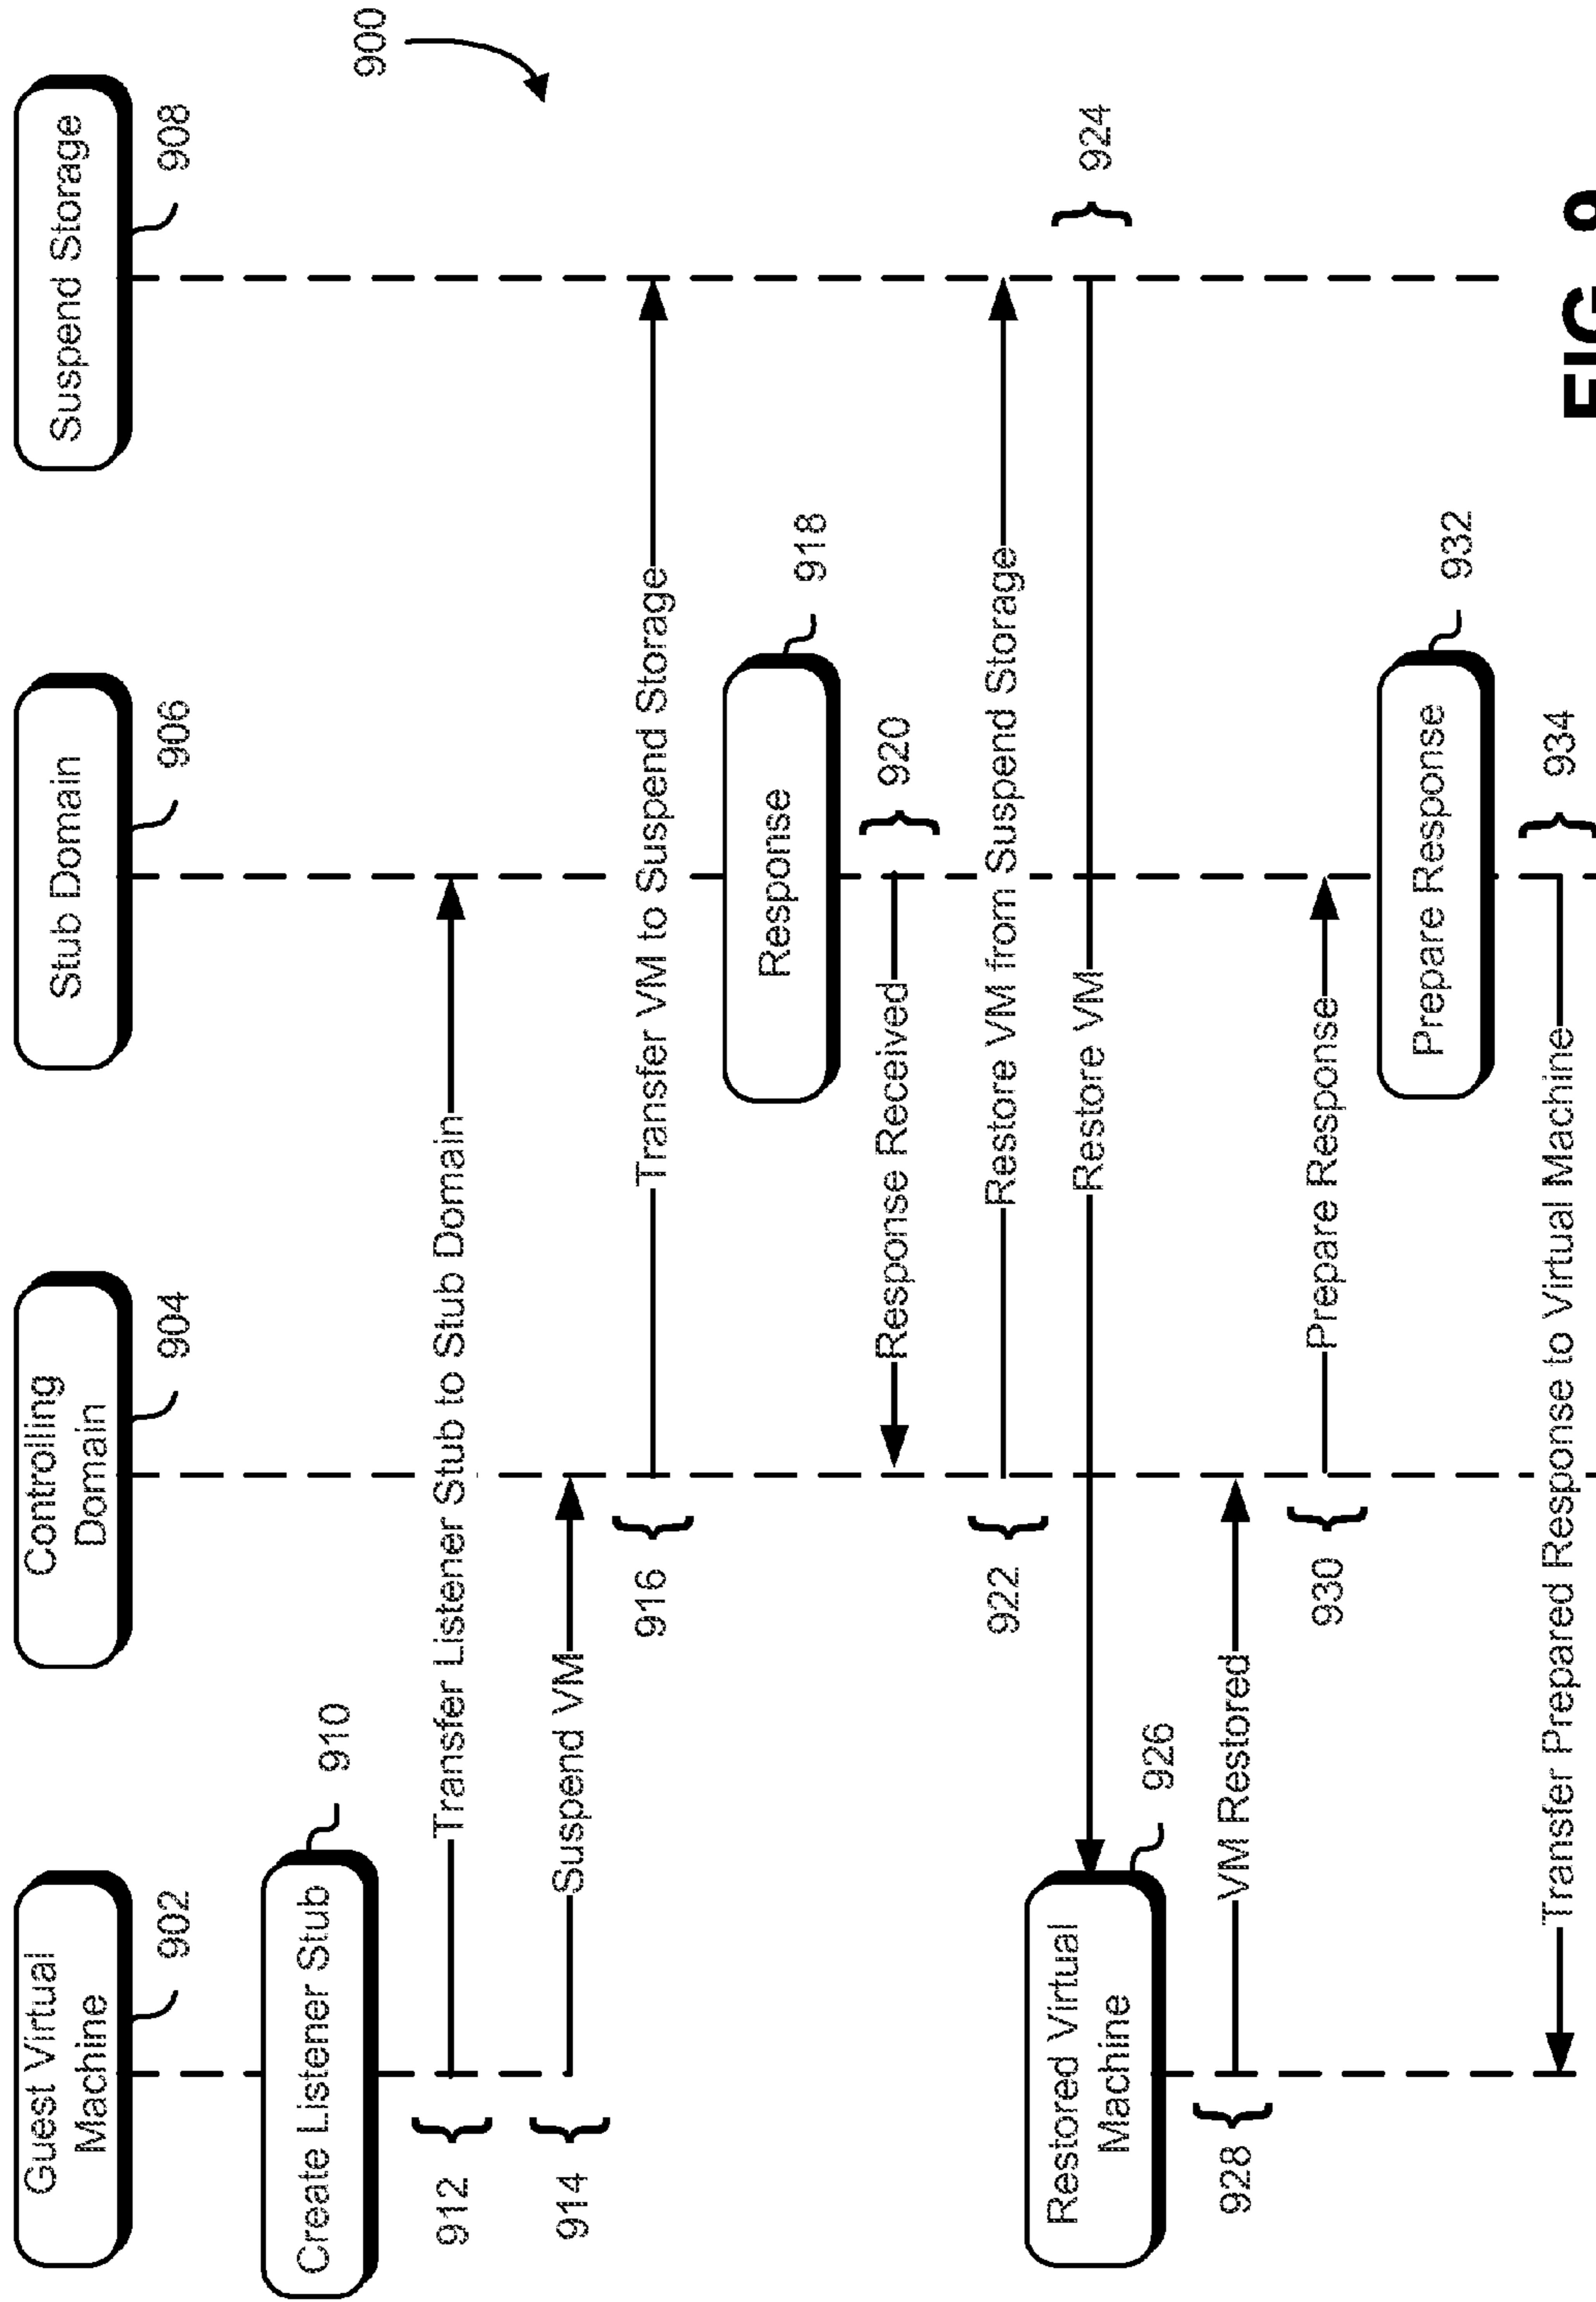 Guest Virtual
Machine
902
Controlling
Domain
904
Stub Domain
906
Suspend Storage
908
900
Create Listener Stub
910
912
Transfer Listener Stub to Stub Domain
914
Suspend VM
916
Transfer VM to Suspend Storage
Response
918
Response Received
920
922
Restore VM from Suspend Storage
Restore VM
924
Restored Virtual
Machine
926
928
VM Restored
930
Prepare Response
Prepare Response
932
Transfer Prepared Response to Virtual Machine
934
FIG.